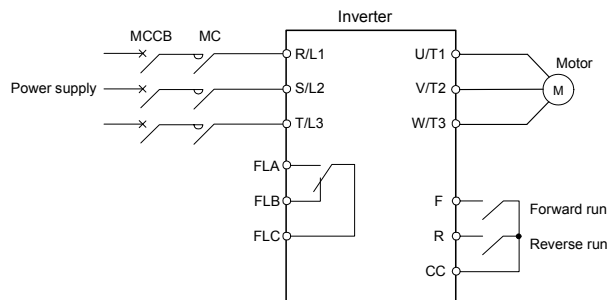 Inverter
MCCB MC
R/L1 U/T1
Motor
Power supply S/L2 V/T2 M
T/L3 W/T3
FLA
FLB F Forward run
FLC R Reverse run
CC